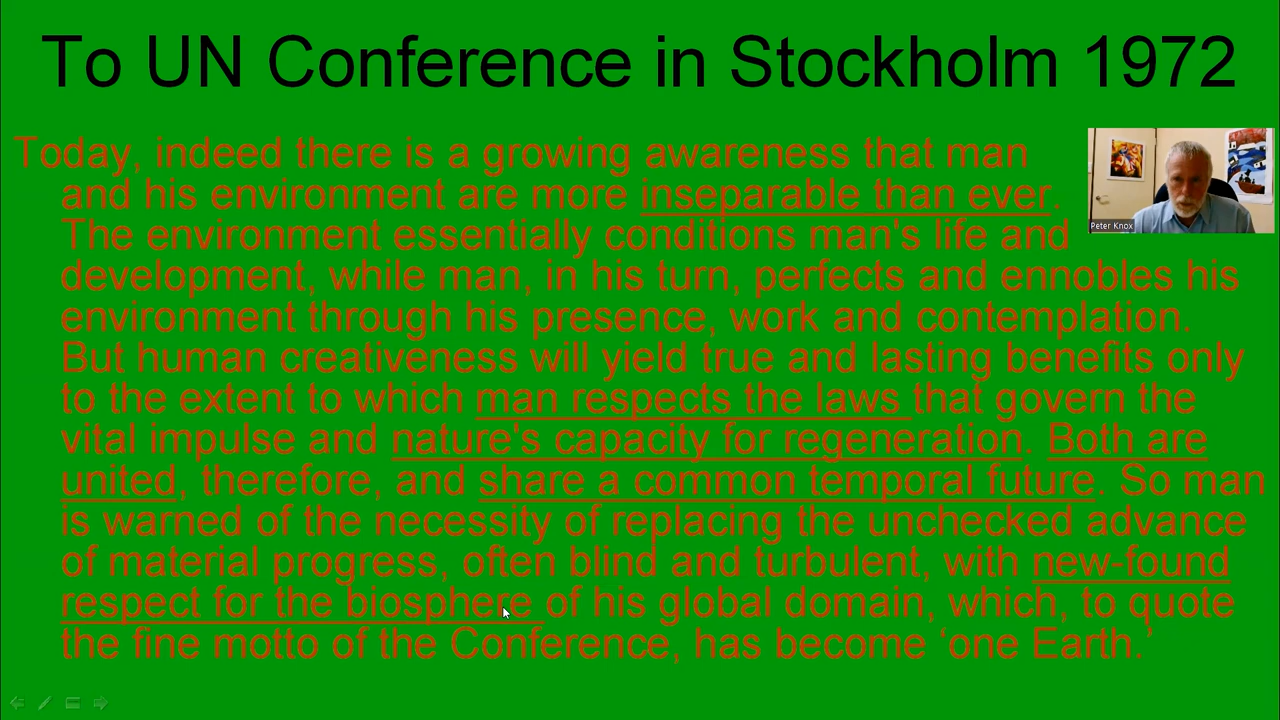 To UN Conference in Stockholm 1972
Today, indeed there is a growing awareness that man
and his environment are more inseparable than ever.
The environment essentially conditions man's life and
development, while man, in his turn, perfects and ennobles his
environment through his presence, work and contemplation.
But human creativeness will yield true and lasting benefits only
to the extent to which man respects the laws that govern the
vital impulse and nature's capacity for regeneration. Both are
united, therefore, and share a common temporal future. So man
is warned of the necessity of replacing the unchecked advance
of material progress, often blind and turbulent, with new-found
respect for the biosphere of his global domain, which, to quote
the fine motto of the Conference, has become ‘one Earth.’
Peter Knox